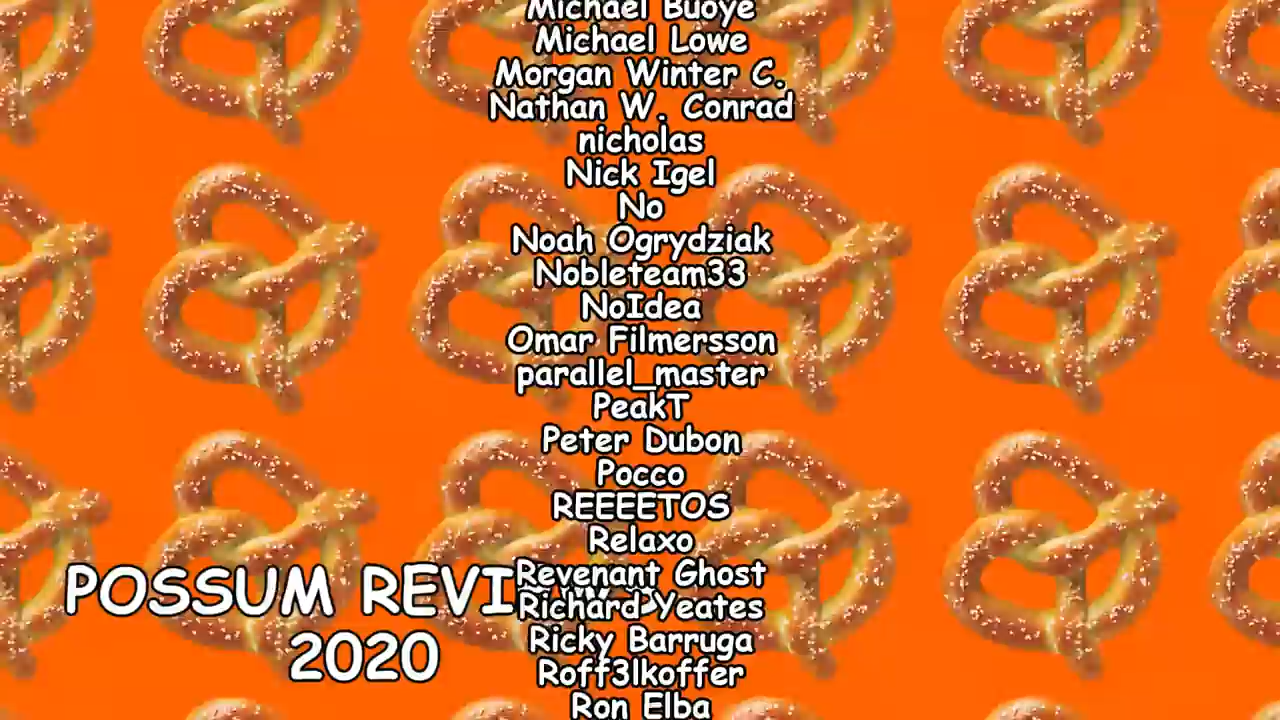 Michael Buoye
Michael Lowe
Morgan Winter C.
Nathan W. Conrad
nicholas
Nick Igel
No
Noah Ogrydziak
Nobleteam33
NoIdea
Omar Filmersson
parallel_master
PeakT
Peter Dubon
Pocco
REEEETOS
Relaxo
Revenant Ghost
Richard Yeates
Ricky Barruga
Roff3lkoffer
Ron Elba
POSSUM
2020